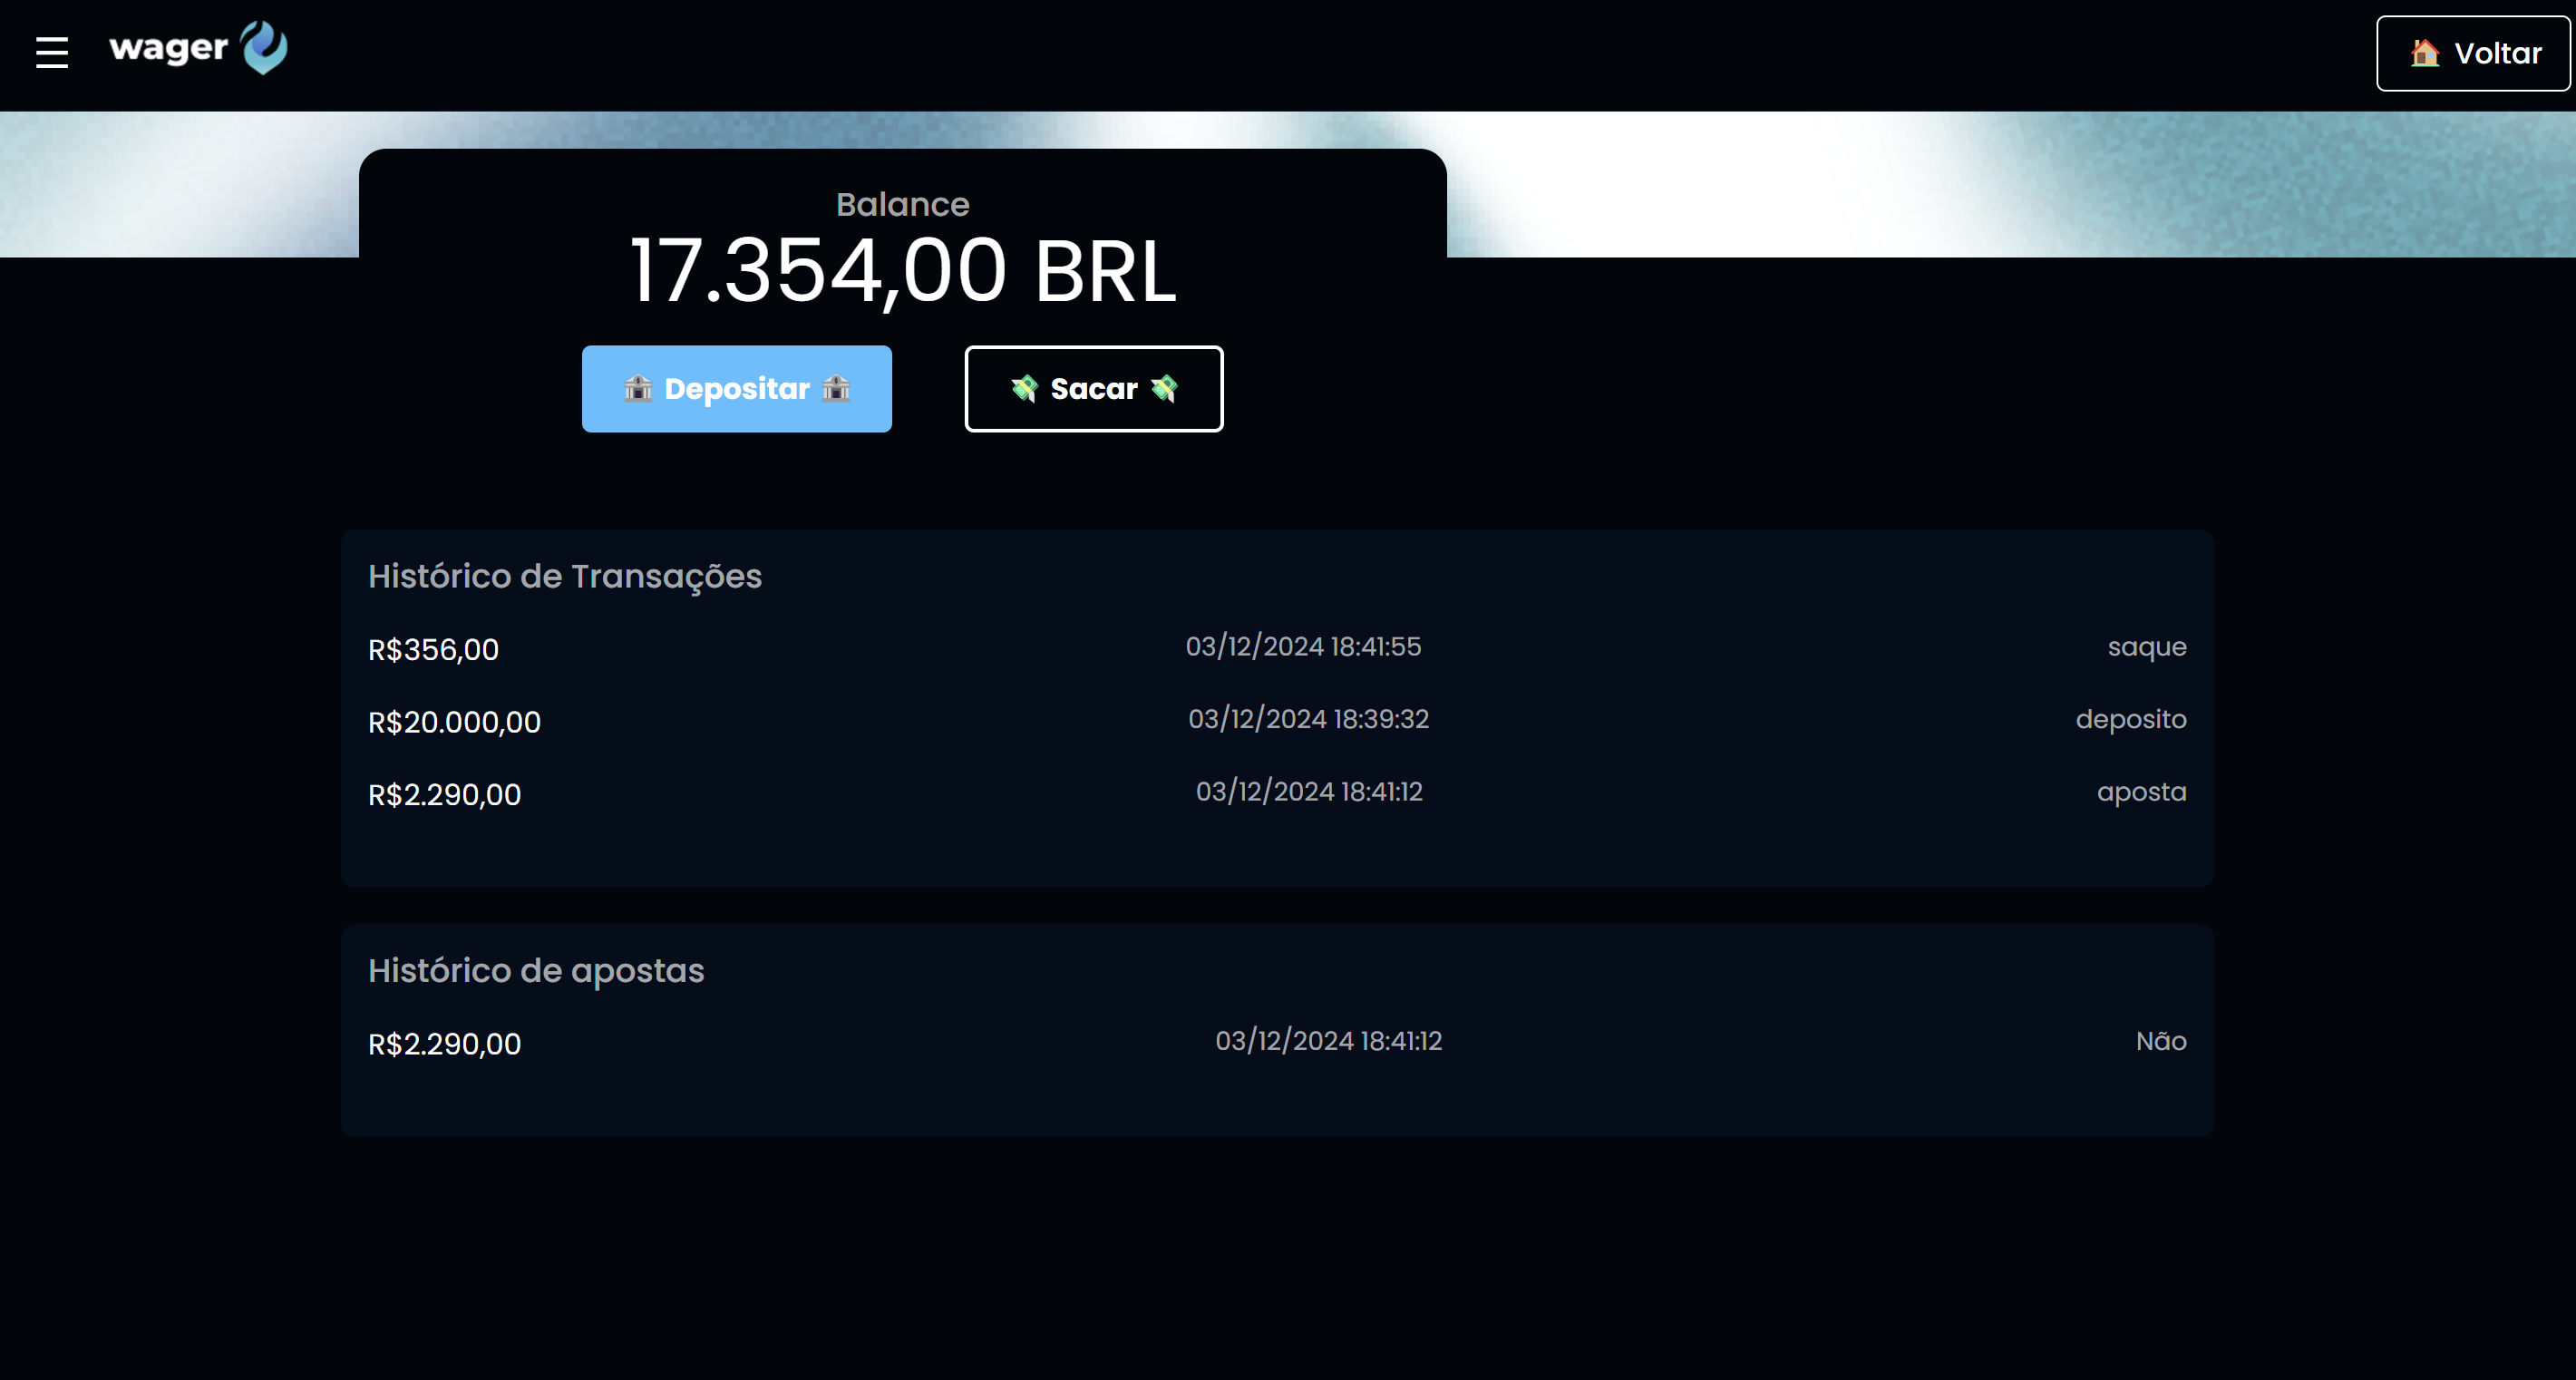 wager
Voltar
Balance
17.354,00 BRL
Depositar
Sacar
Histórico de Transações
R$356,00 03/12/2024 18:41:55 saque
R$20.000,00 03/12/2024 18:39:32 deposito
R$2.290,00 03/12/2024 18:41:12 aposta
Histórico de apostas
R$2.290,00 03/12/2024 18:41:12 Não